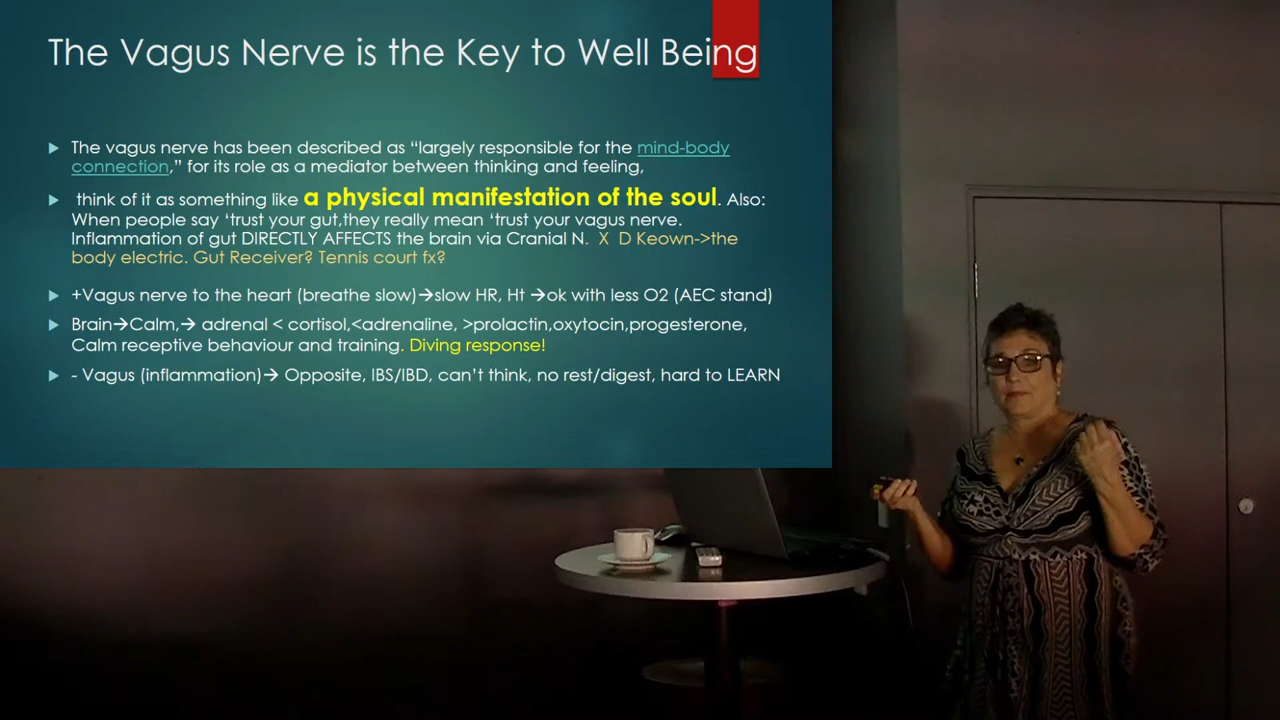 The Vagus Nerve is the Key to Well Being
The vagus nerve has been described as “largely responsible for the mind-body
connection,” for its role as a mediator between thinking and feeling,
think of it as something like a physical manifestation of the soul. Also:
When people say ‘trust your gut,they really mean ‘trust your vagus nerve.
Inflammation of gut DIRECTLY AFFECTS the brain via Cranial N. X D Keown->the
body electric. Gut Receiver? Tennis court fx?
+Vagus nerve to the heart (breathe slow)→slow HR, Ht →ok with less O2 (AEC stand)
Brain→Calm,→ adrenal < cortisol,<adrenaline, >prolactin,oxytocin,progesterone,
Calm receptive behaviour and training. Diving response!
- Vagus (inflammation)→ Opposite, IBS/IBD, can’t think, no rest/digest, hard to LEARN